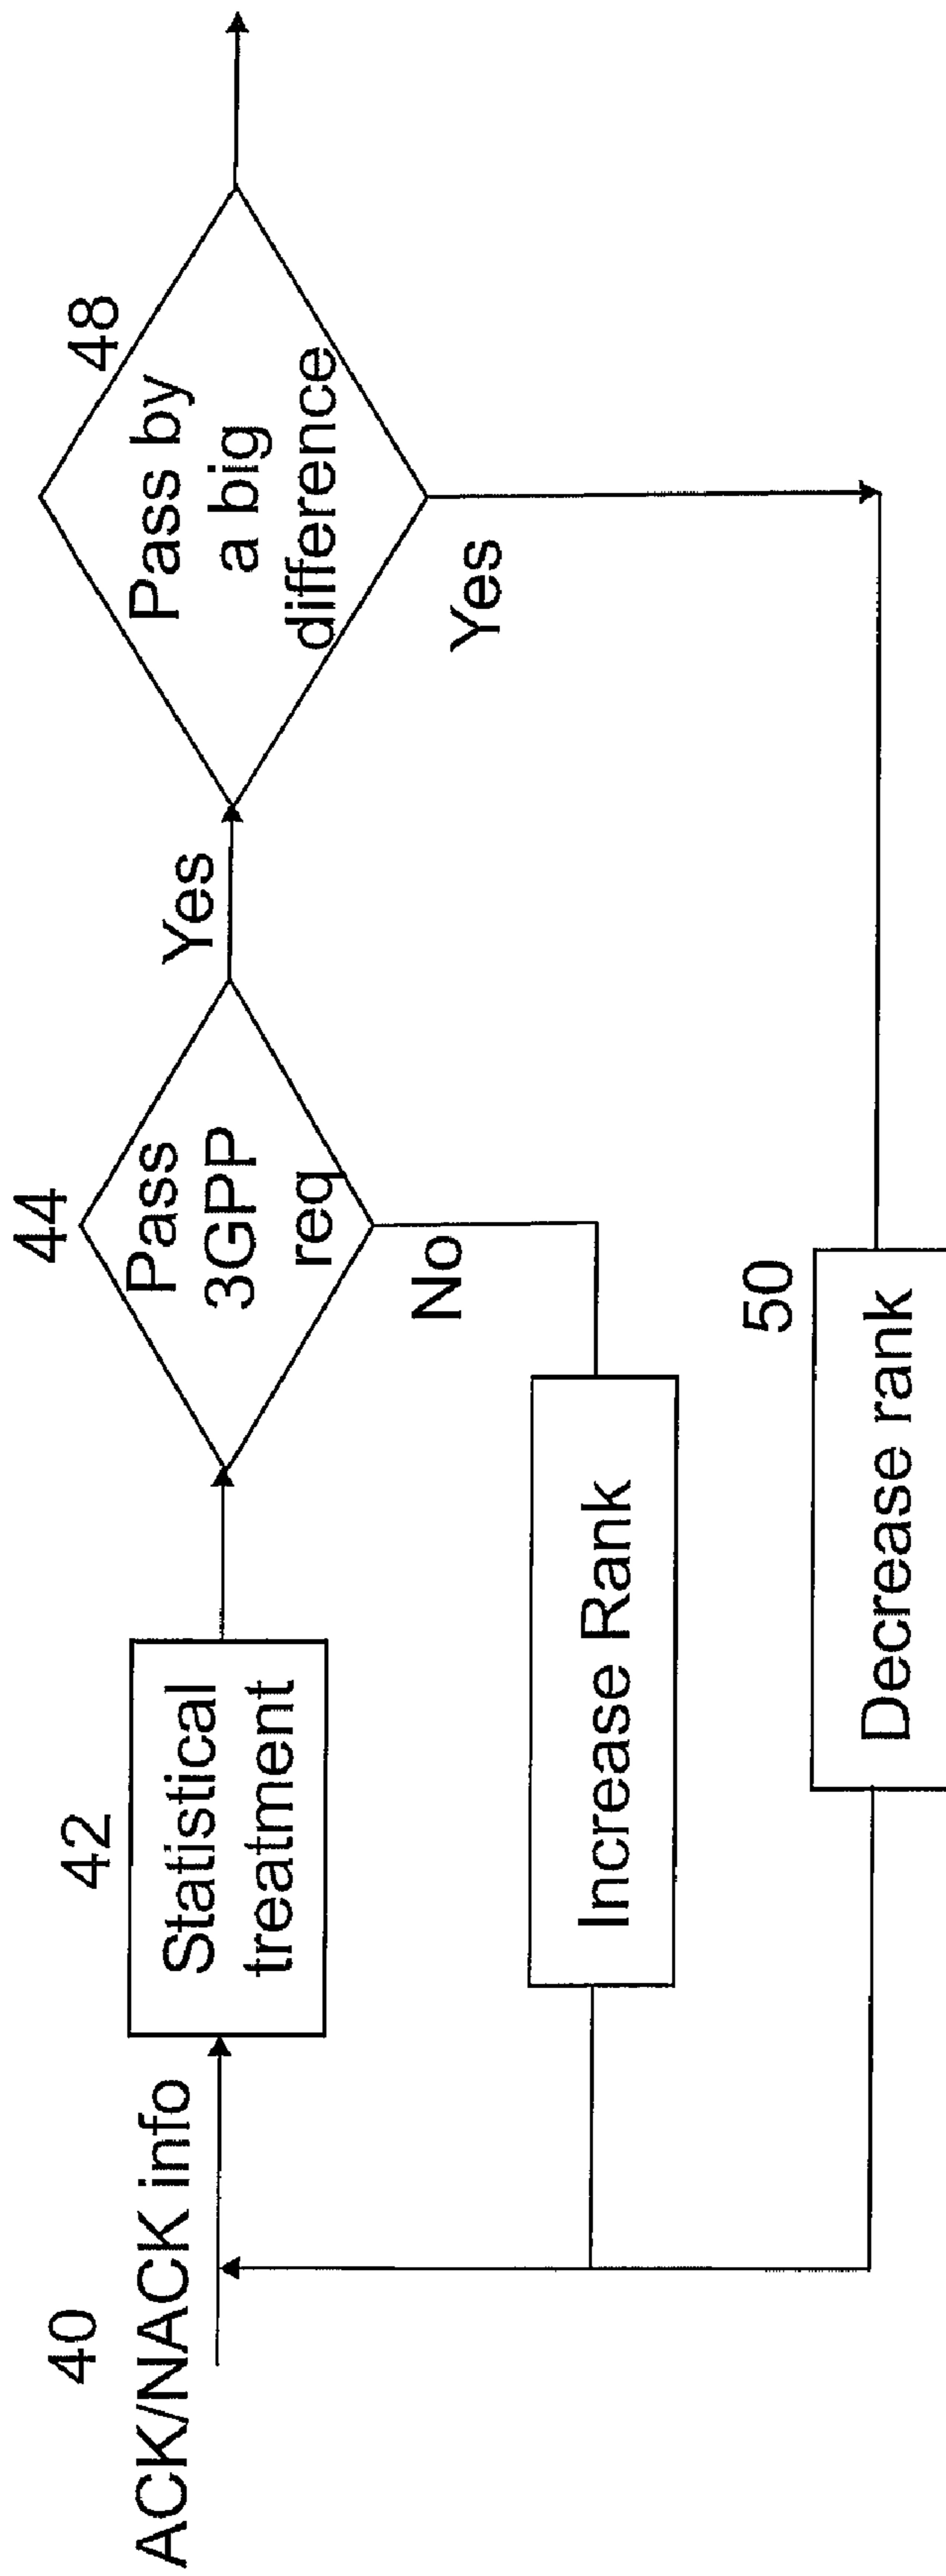 40
ACK/NACK info
42
Statistical
treatment
44
Pass
3GPP
req
Yes
No
Increase Rank
48
Pass by
a big
difference
Yes
50
Decrease rank